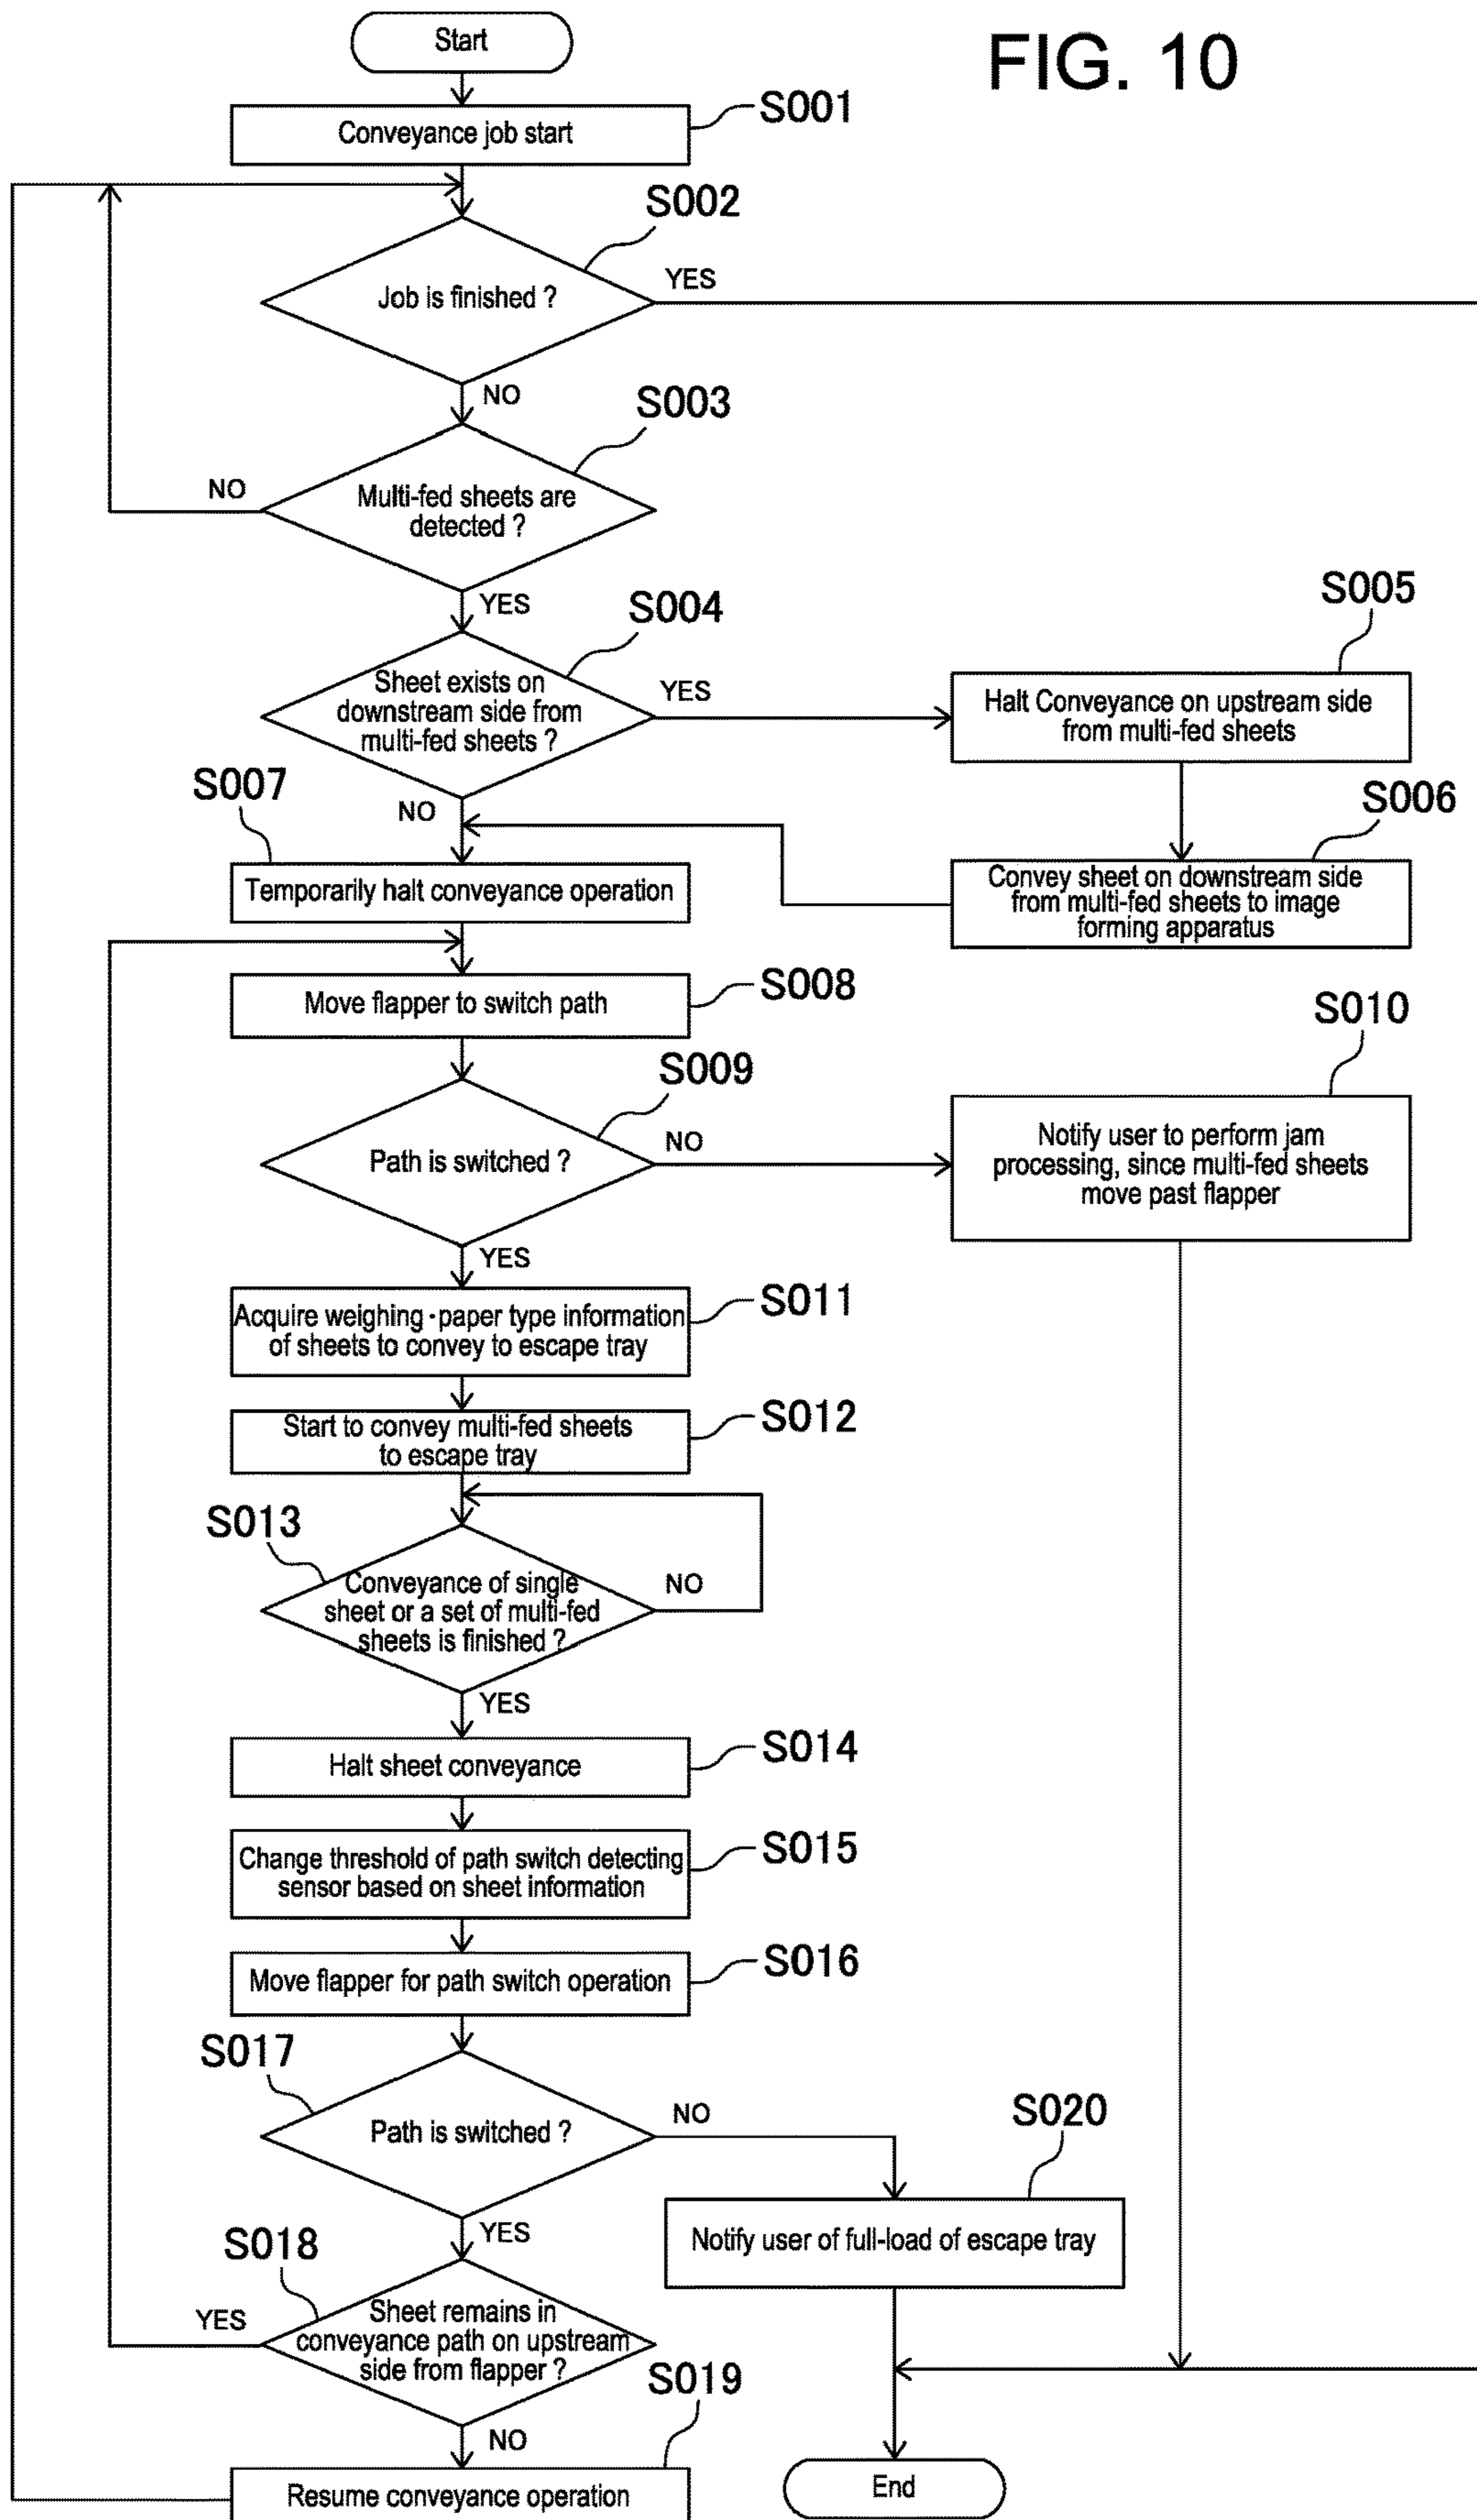 FIG. 10
Start
S001
Conveyance job start
S002
Job is finished ?
YES
NO
S003
Multi-fed sheets are
detected ?
NO
YES
S004
Sheet exists on
downstream side from
multi-fed sheets ?
YES
NO
S005
Halt Conveyance on upstream side
from multi-fed sheets
S006
Convey sheet on downstream side
from multi-fed sheets to image
forming apparatus
S007
Temporarily halt conveyance operation
S008
Move flapper to switch path
S009
Path is switched ?
NO
YES
S010
Notify user to perform jam
processing, since multi-fed sheets
move past flapper
S011
Acquire weighing·paper type information
of sheets to convey to escape tray
S012
Start to convey multi-fed sheets
to escape tray
S013
Conveyance of single
sheet or a set of multi-fed
sheets is finished ?
NO
YES
S014
Halt sheet conveyance
S015
Change threshold of path switch detecting
sensor based on sheet information
S016
Move flapper for path switch operation
S017
Path is switched ?
NO
YES
S020
Notify user of full-load of escape tray
S018
Sheet remains in
conveyance path on upstream
side from flapper ?
YES
NO
S019
Resume conveyance operation
End